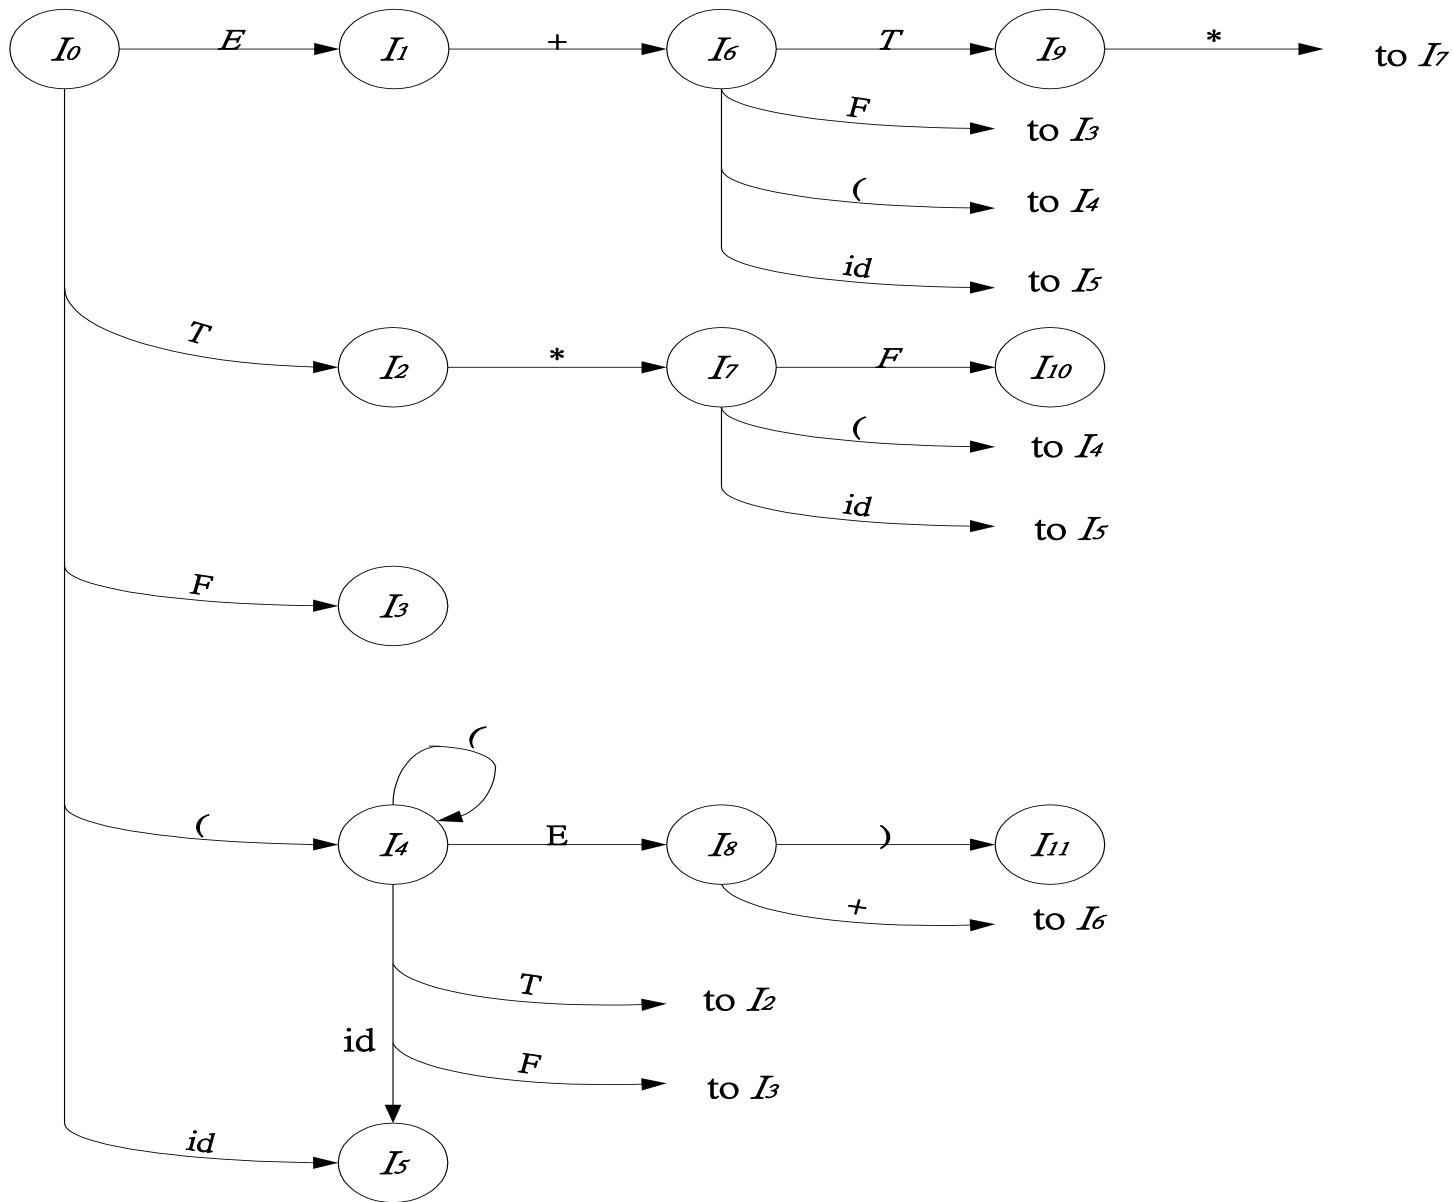 I0 E I1 + I6 T I9 * to I7
F to I3
( to I4
id to I5
T I2 * I7 F I10
( to I4
id to I5
F I3
(
( I4 E I8 ) I11
+ to I6
T to I2
id
F to I3
id I5